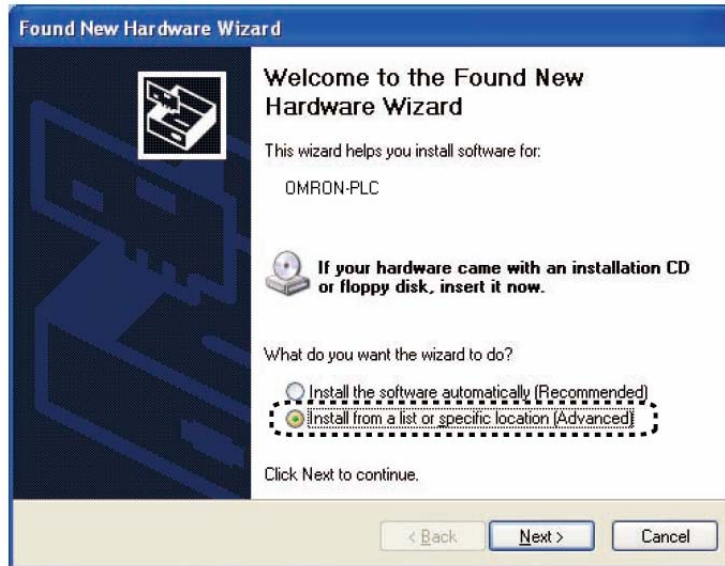 Found New Hardware Wizard
Welcome to the Found New
Hardware Wizard
This wizard helps you install software for:
OMRON-PLC
If your hardware came with an installation CD
or floppy disk, insert it now.
What do you want the wizard to do?
Install the software automatically (Recommended)
Install from a list or specific location (Advanced)
Click Next to continue.
< Back Next > Cancel